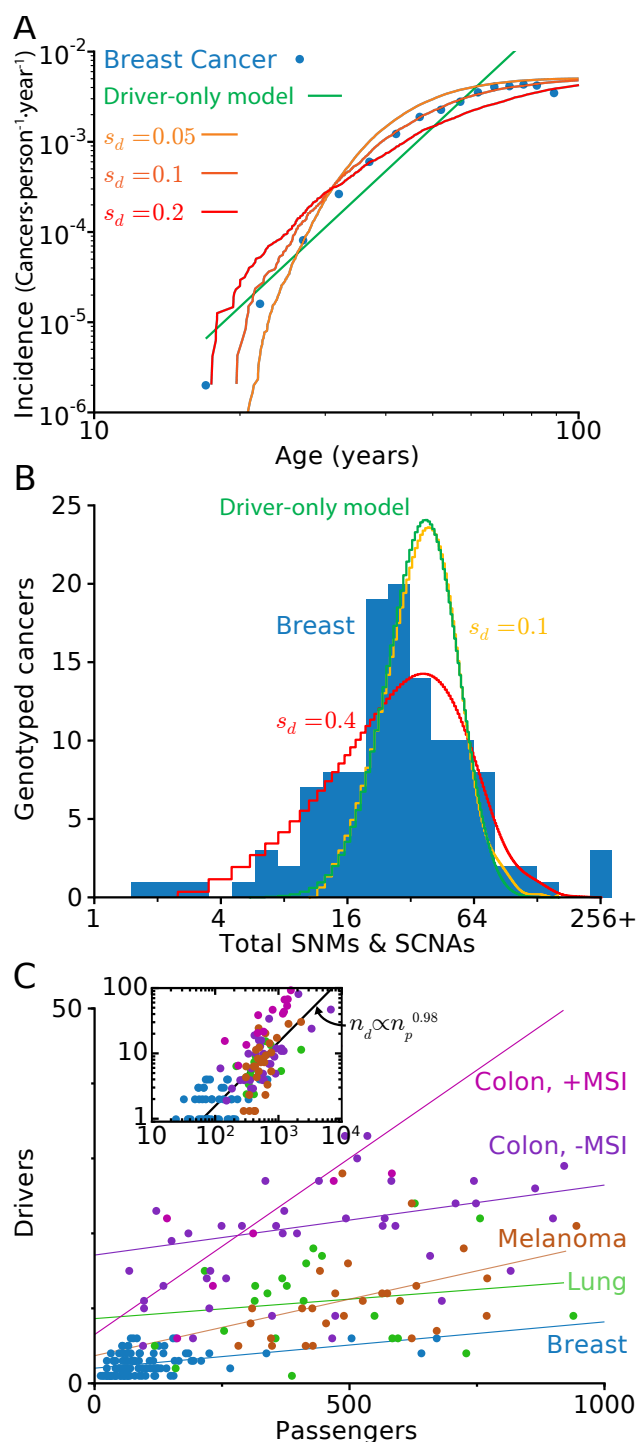 A
Incidence (Cancers·person⁻¹·year⁻¹)
10⁻²
10⁻³
10⁻⁴
10⁻⁵
10⁻⁶
Breast Cancer
Driver-only model
s_d = 0.05
s_d = 0.1
s_d = 0.2
10
100
Age (years)
B
Genotyped cancers
25
20
15
10
5
0
Driver-only model
Breast
s_d = 0.1
s_d = 0.4
1
4
16
64
256+
Total SNMs & SCNAs
C
Drivers
50
0
100
10
1
10
10²
10³
10⁴
n_d ∝ n_p^0.98
Colon, +MSI
Colon, -MSI
Melanoma
Lung
Breast
0
500
1000
Passengers